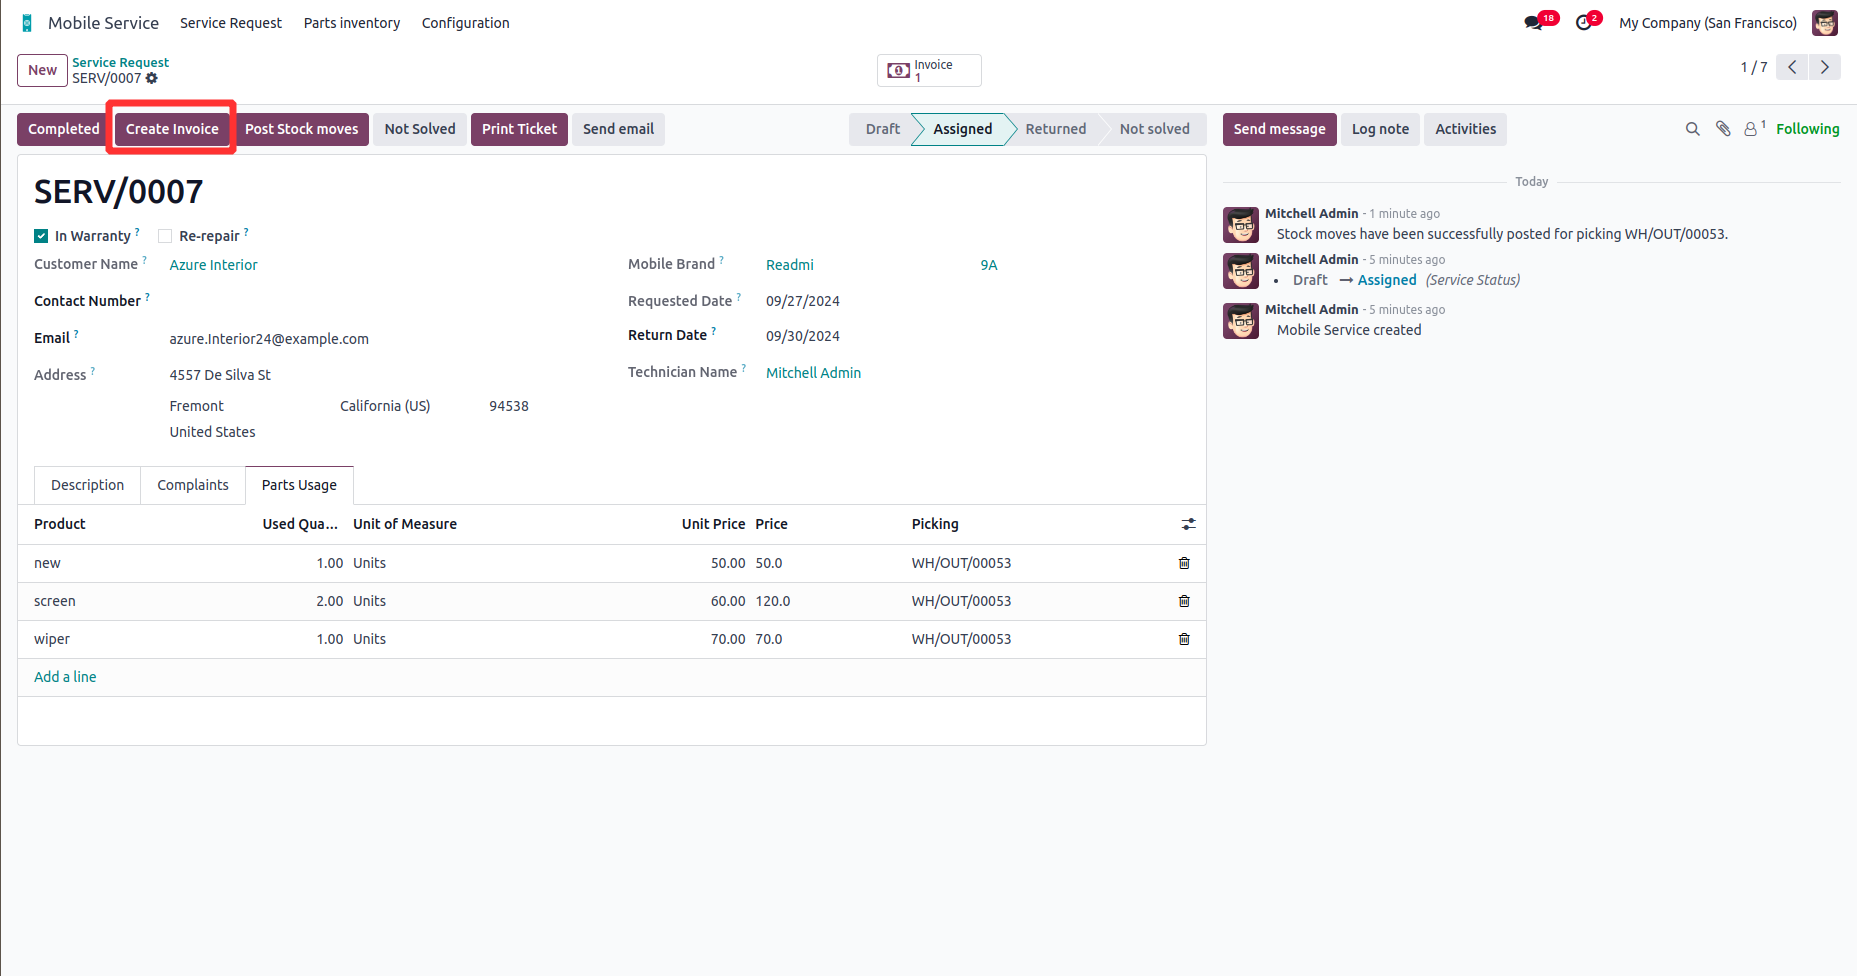 Mobile Service Service Request Parts inventory Configuration 18 2 My Company (San Francisco)
New Service Request Invoice 1 / 7
SERV/0007 1
Completed Create Invoice Post Stock moves Not Solved Print Ticket Send email Draft Assigned Returned Not solved Send message Log note Activities 1 Following
SERV/0007
In Warranty ? Re-repair ?
Customer Name ? Azure Interior Mobile Brand ? Readmi 9A
Contact Number ? Requested Date ? 09/27/2024
Email ? azure.Interior24@example.com Return Date ? 09/30/2024
Address ? 4557 De Silva St Technician Name ? Mitchell Admin
Fremont California (US) 94538
United States
Description Complaints Parts Usage
Product Used Qua... Unit of Measure Unit Price Price Picking
new 1.00 Units 50.00 50.0 WH/OUT/00053
screen 2.00 Units 60.00 120.0 WH/OUT/00053
wiper 1.00 Units 70.00 70.0 WH/OUT/00053
Add a line
Today
Mitchell Admin - 1 minute ago
Stock moves have been successfully posted for picking WH/OUT/00053.
Mitchell Admin - 5 minutes ago
• Draft → Assigned (Service Status)
Mitchell Admin - 5 minutes ago
Mobile Service created